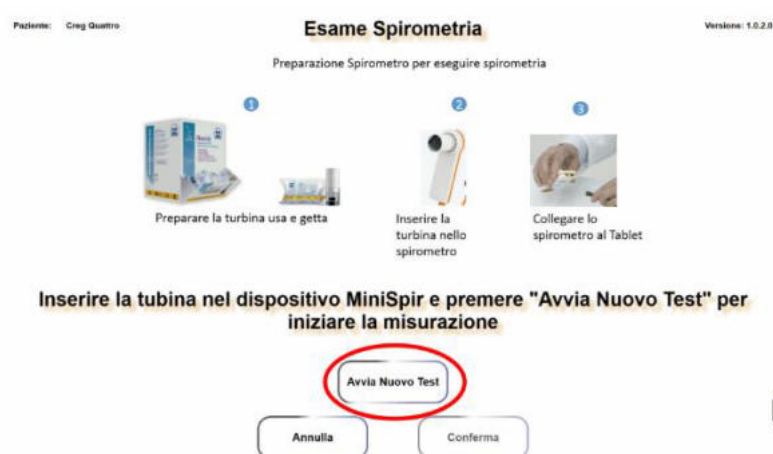 Paziente: Creg Quattro
Esame Spirometria
Versione: 1.0.2.0
Preparazione Spirometro per eseguire spirometria
1
2
3
Preparare la turbina usa e getta
Inserire la
turbina nello
spirometro
Collegare lo
spirometro al Tablet
Inserire la tubina nel dispositivo MiniSpir e premere "Avvia Nuovo Test" per
iniziare la misurazione
Avvia Nuovo Test
Annulla
Conferma